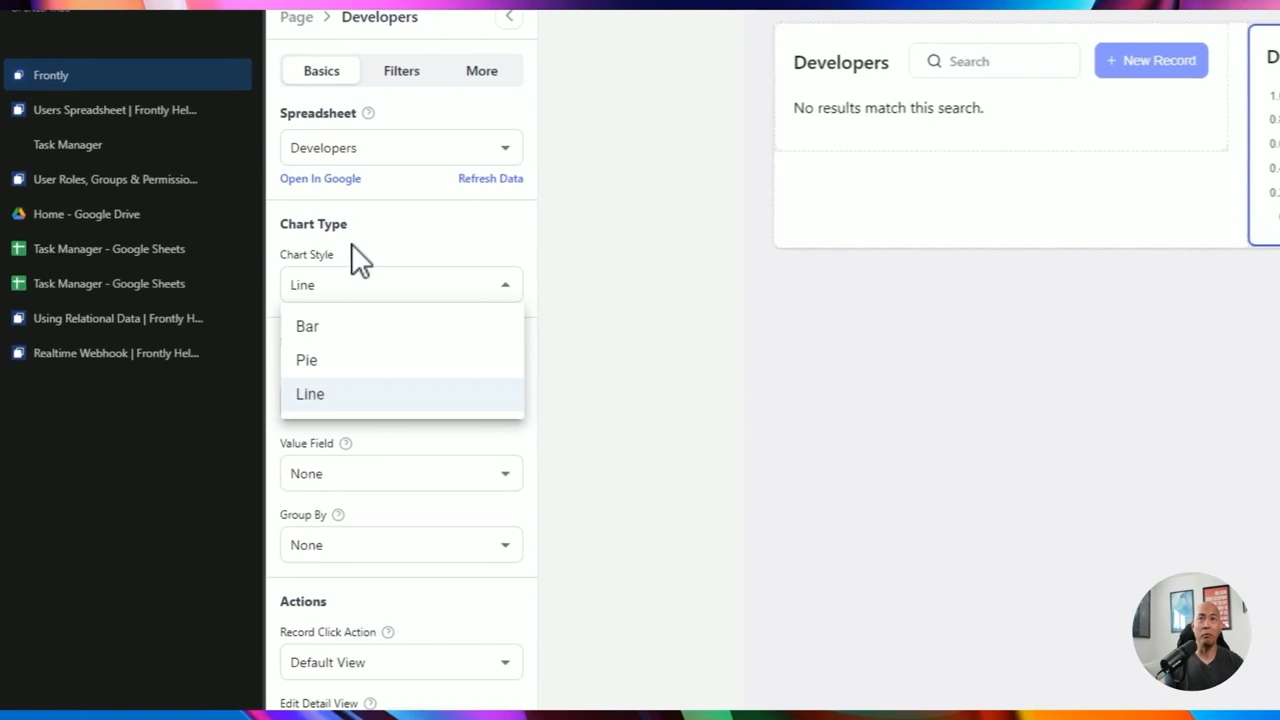 Page > Developers
Frontly
Users Spreadsheet | Frontly Hel...
Task Manager
User Roles, Groups & Permissio...
Home - Google Drive
Task Manager - Google Sheets
Task Manager - Google Sheets
Using Relational Data | Frontly H...
Realtime Webhook | Frontly Hel...
Basics Filters More
Spreadsheet
Developers
Open In Google Refresh Data
Chart Type
Chart Style
Line
Bar
Pie
Line
Value Field
None
Group By
None
Actions
Record Click Action
Default View
Edit Detail View
Developers Search + New Record
No results match this search.